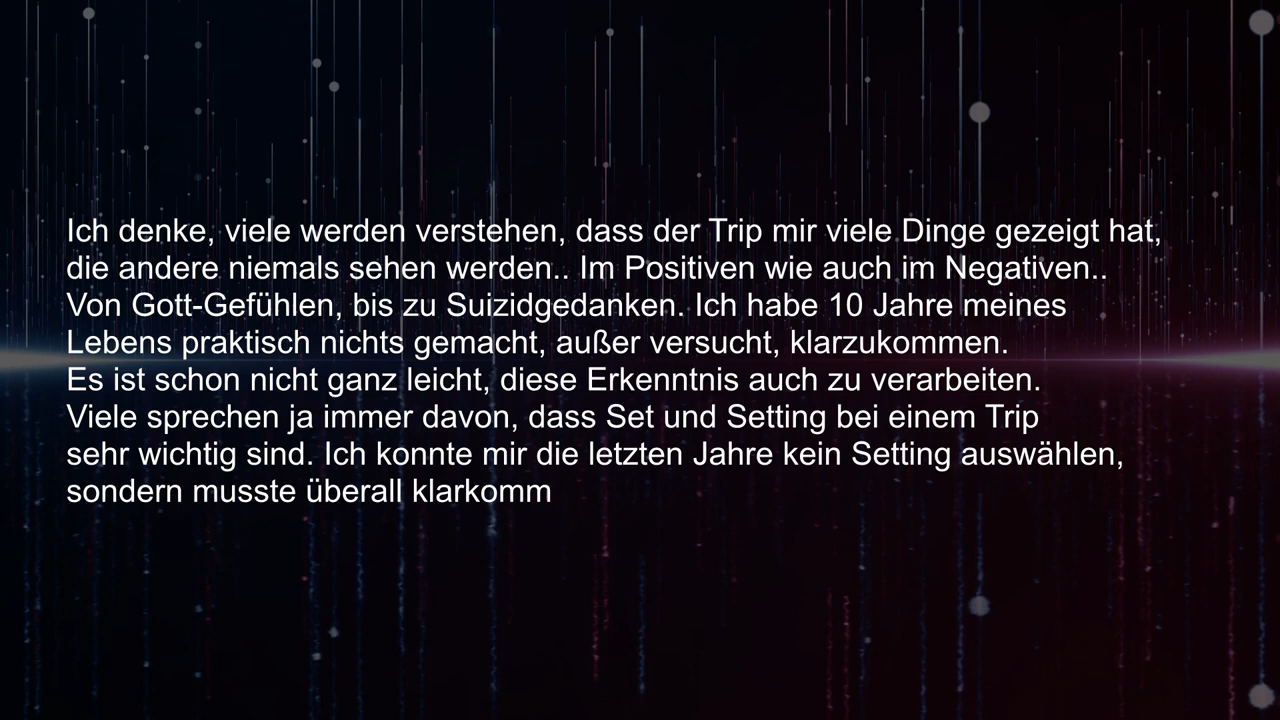 Ich denke, viele werden verstehen, dass der Trip mir viele Dinge gezeigt hat,
die andere niemals sehen werden.. Im Positiven wie auch im Negativen..
Von Gott-Gefühlen, bis zu Suizidgedanken. Ich habe 10 Jahre meines
Lebens praktisch nichts gemacht, außer versucht, klarzukommen.
Es ist schon nicht ganz leicht, diese Erkenntnis auch zu verarbeiten.
Viele sprechen ja immer davon, dass Set und Setting bei einem Trip
sehr wichtig sind. Ich konnte mir die letzten Jahre kein Setting auswählen,
sondern musste überall klarkomm